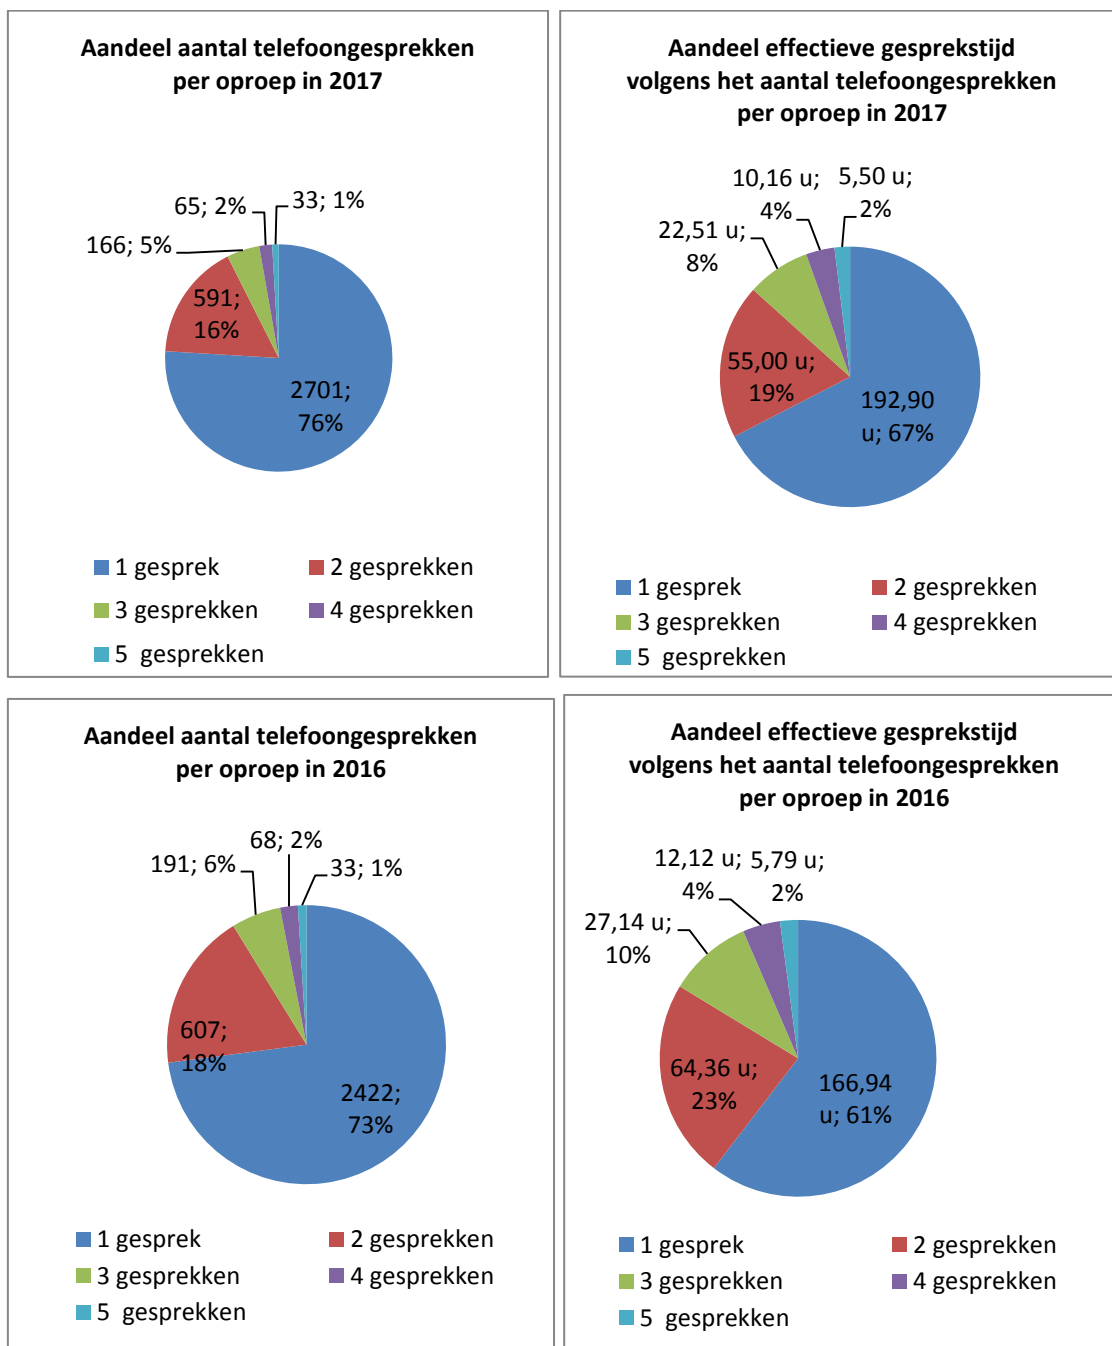 Aandeel aantal telefoongesprekken
per oproep in 2017
65; 2%
33; 1%
166; 5%
591;
16%
2701;
76%
1 gesprek
2 gesprekken
3 gesprekken
4 gesprekken
5  gesprekken
Aandeel effectieve gesprekstijd
volgens het aantal telefoongesprekken
per oproep in 2017
10,16 u;
4%
5,50 u;
2%
22,51 u;
8%
55,00 u;
19%
192,90
u; 67%
1 gesprek
2 gesprekken
3 gesprekken
4 gesprekken
5  gesprekken
Aandeel aantal telefoongesprekken
per oproep in 2016
68; 2%
191; 6%
33; 1%
607;
18%
2422;
73%
1 gesprek
2 gesprekken
3 gesprekken
4 gesprekken
5  gesprekken
Aandeel effectieve gesprekstijd
volgens het aantal telefoongesprekken
per oproep in 2016
12,12 u;
4%
5,79 u;
2%
27,14 u;
10%
64,36 u;
23%
166,94
u; 61%
1 gesprek
2 gesprekken
3 gesprekken
4 gesprekken
5  gesprekken